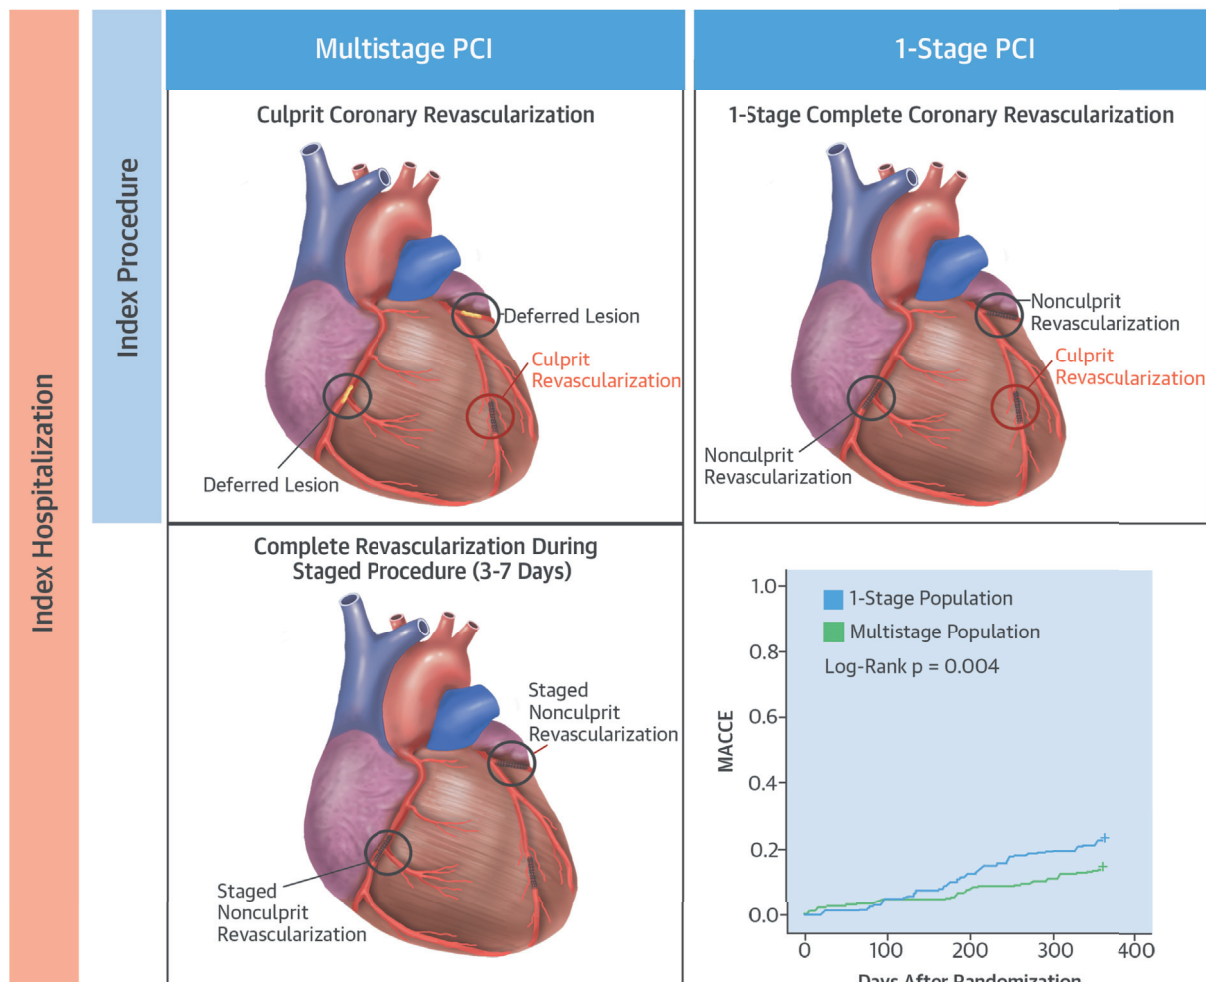 Index Hospitalization
Index Procedure
Multistage PCI
1-Stage PCI
Culprit Coronary Revascularization
Deferred Lesion
Culprit
Revascularization
Deferred Lesion
1-Stage Complete Coronary Revascularization
Nonculprit
Revascularization
Culprit
Revascularization
Nonculprit
Revascularization
Complete Revascularization During
Staged Procedure (3-7 Days)
Staged
Nonculprit
Revascularization
Staged
Nonculprit
Revascularization
1.0
0.8
0.6
0.4
0.2
0.0
MACCE
1-Stage Population
Multistage Population
Log-Rank p = 0.004
0 100 200 300 400
Days After Randomization